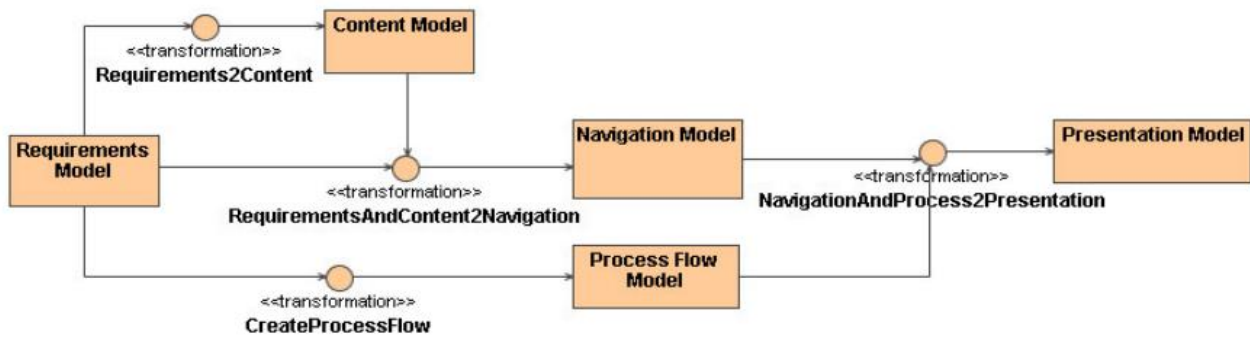 Content Model
<<transformation>>
Requirements2Content
Requirements
Model
Navigation Model
Presentation Model
<<transformation>>
RequirementsAndContent2Navigation
<<transformation>>
NavigationAndProcess2Presentation
Process Flow
Model
<<transformation>>
CreateProcessFlow